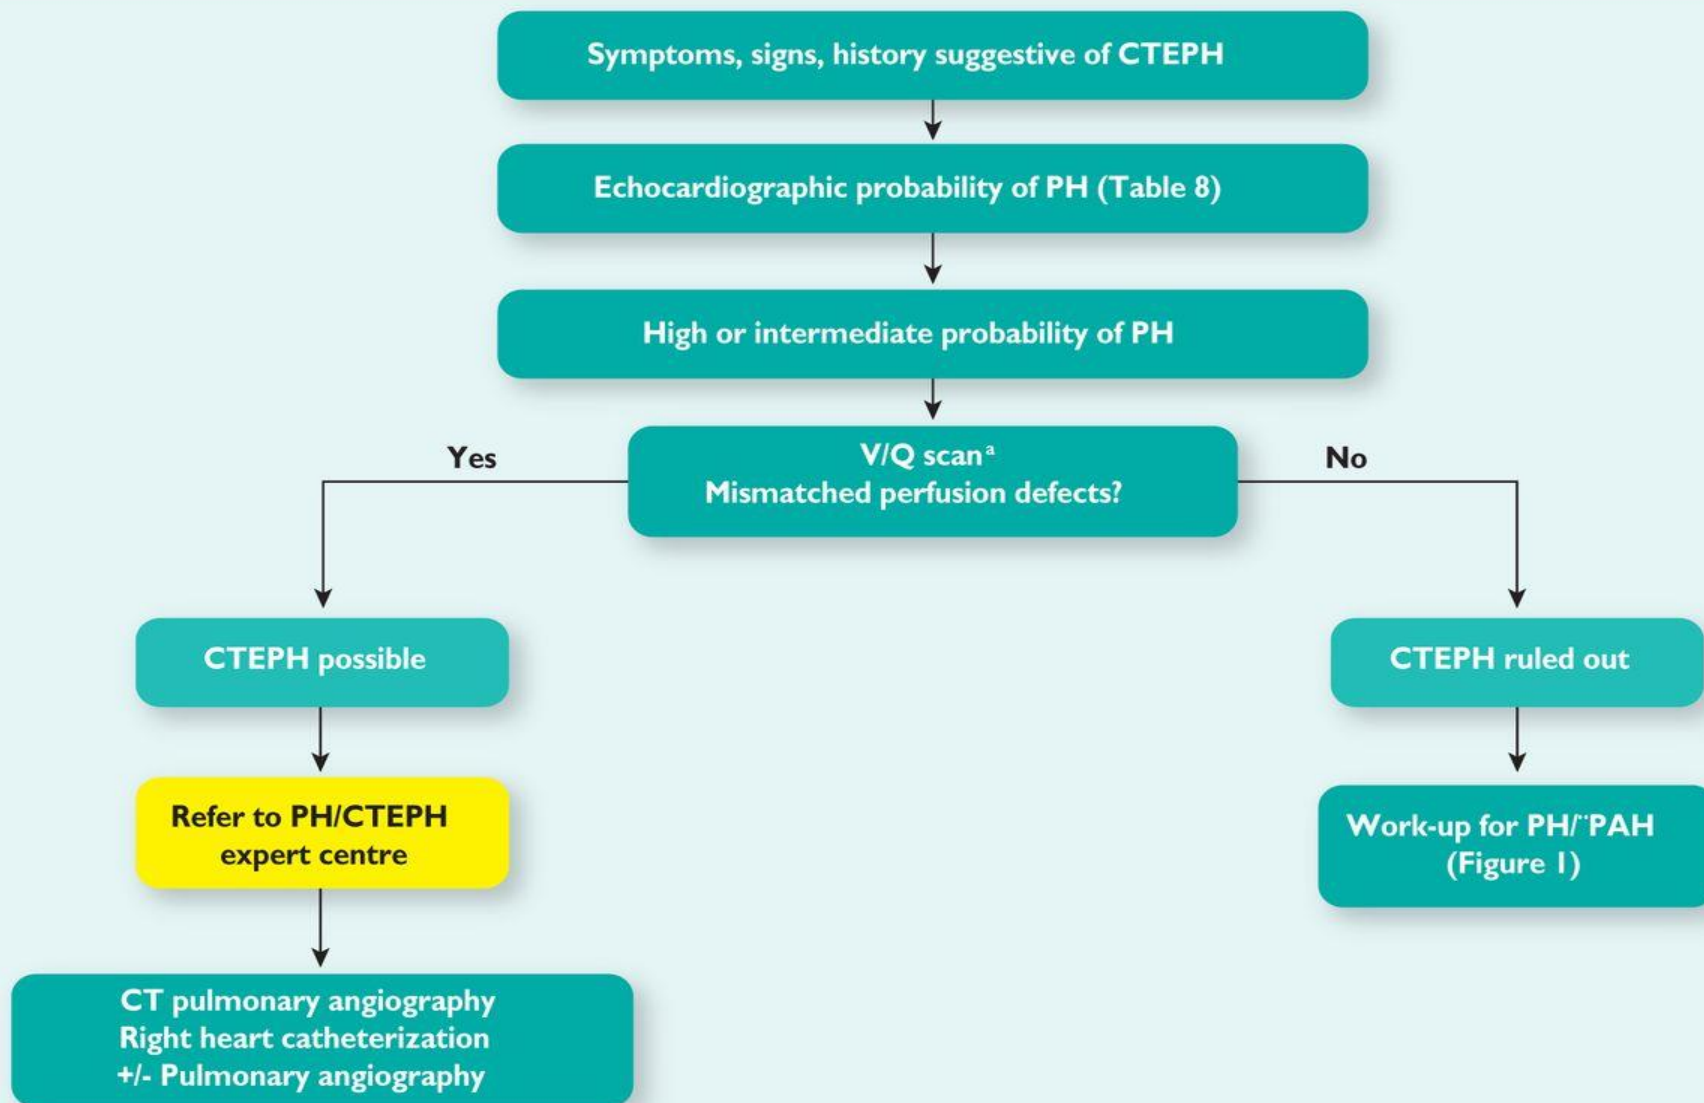 Symptoms, signs, history suggestive of CTEPH
Echocardiographic probability of PH (Table 8)
High or intermediate probability of PH
V/Q scanᵃ
Mismatched perfusion defects?
Yes
No
CTEPH possible
CTEPH ruled out
Refer to PH/CTEPH
expert centre
Work-up for PH/¨PAH
(Figure 1)
CT pulmonary angiography
Right heart catheterization
+/- Pulmonary angiography